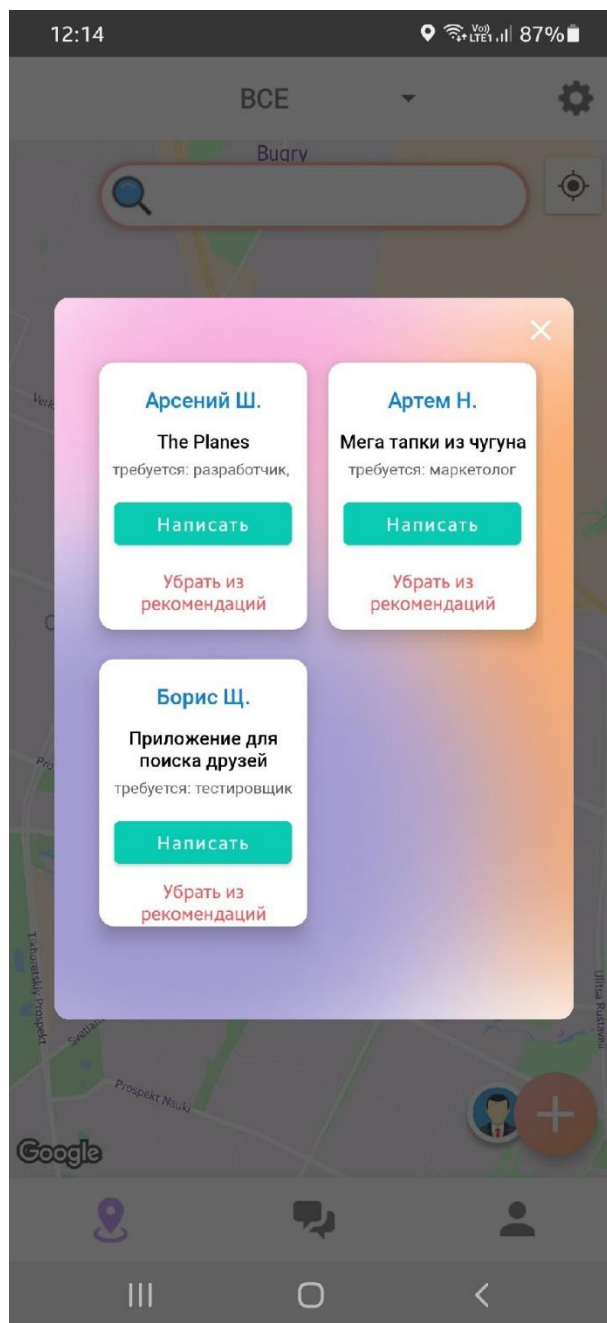 12:14
Vo)) LTE1 87%
ВСЕ
Bugry
Арсений Ш.
The Planes
требуется: разработчик,
Написать
Убрать из
рекомендаций
Артем Н.
Мега тапки из чугуна
требуется: маркетолог
Написать
Убрать из
рекомендаций
Борис Щ.
Приложение для
поиска друзей
требуется: тестировщик
Написать
Убрать из
рекомендаций
Tikhoretskiy Prospekt
Ulitsa Rustaveli
Prospekt Nauki
Google